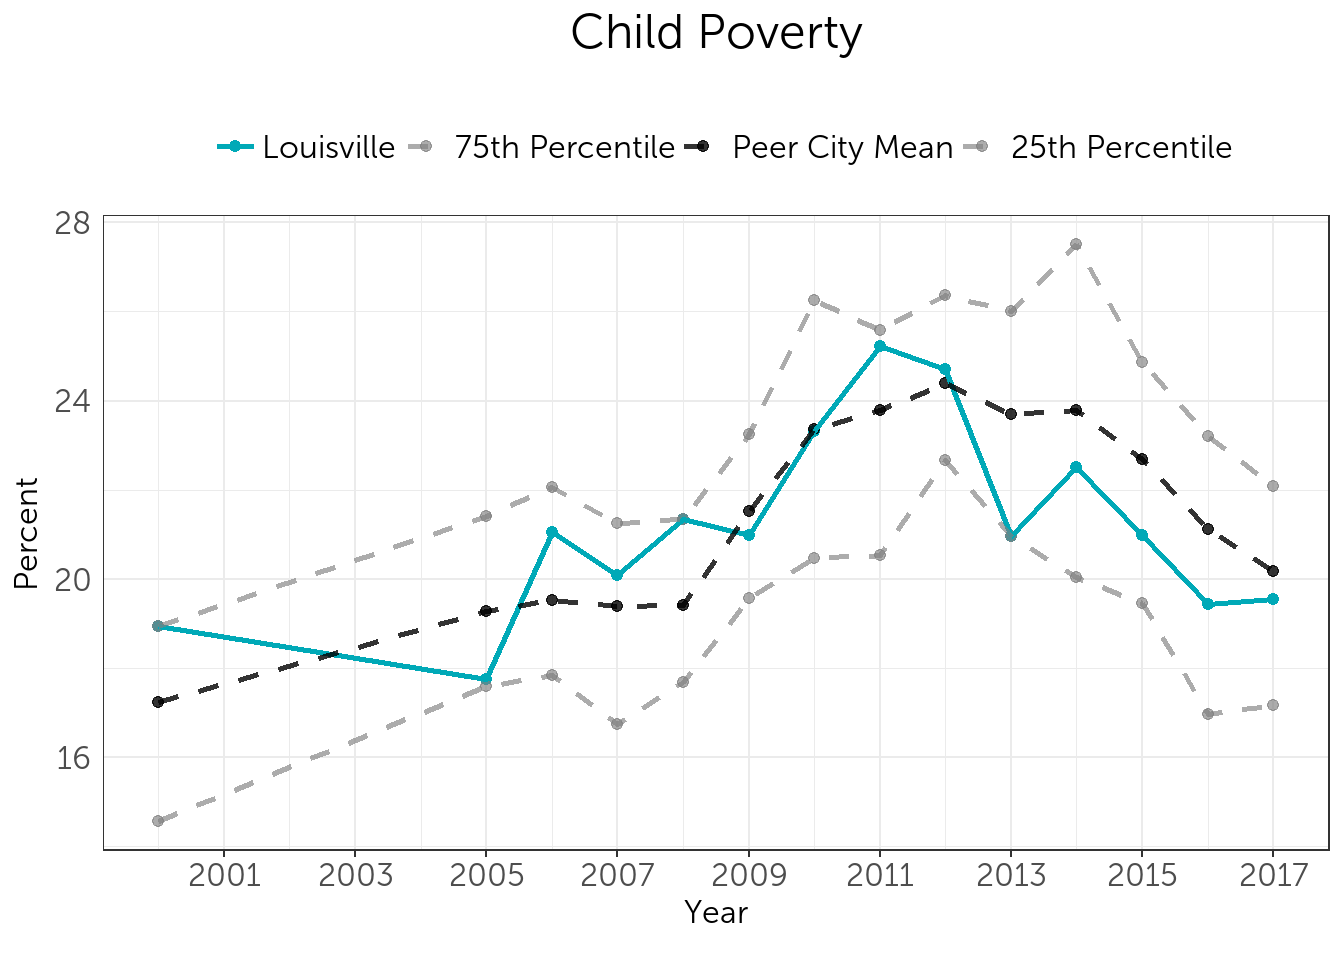 Child Poverty
Louisville 75th Percentile Peer City Mean 25th Percentile
28
24
20
16
Percent
2001 2003 2005 2007 2009 2011 2013 2015 2017
Year